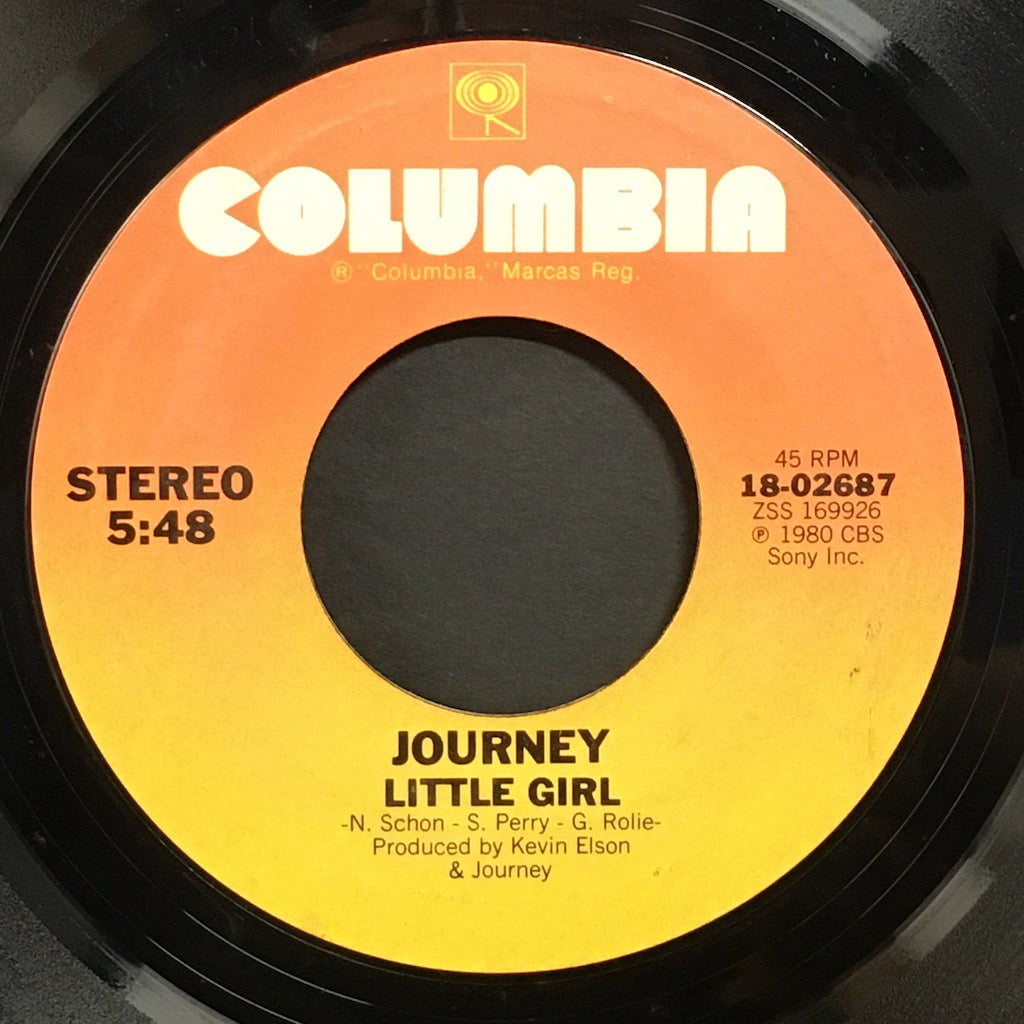 COLUMBIA
® "Columbia," Marcas Reg.
STEREO
5:48
45 RPM
18-02687
ZSS 169926
℗ 1980 CBS
Sony Inc.
JOURNEY
LITTLE GIRL
-N. Schon - S. Perry - G. Rolie-
Produced by Kevin Elson
& Journey